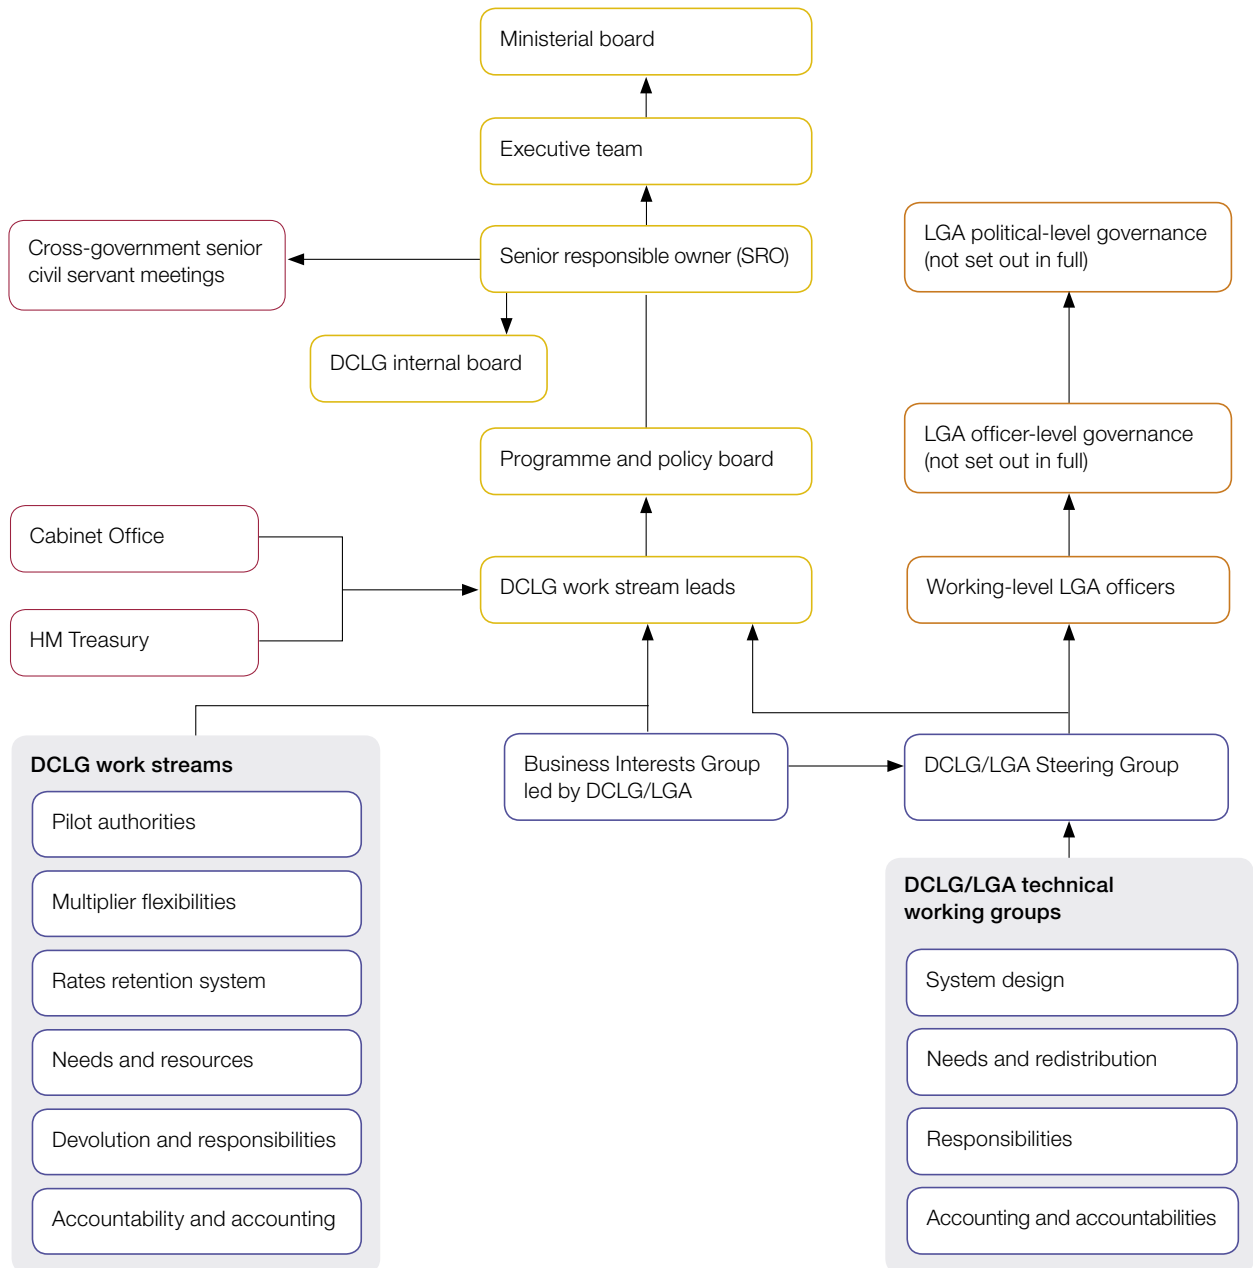 Ministerial board
Executive team
Cross-government senior
civil servant meetings
Senior responsible owner (SRO)
LGA political-level governance
(not set out in full)
DCLG internal board
Programme and policy board
LGA officer-level governance
(not set out in full)
Cabinet Office
HM Treasury
DCLG work stream leads
Working-level LGA officers
DCLG work streams
Pilot authorities
Multiplier flexibilities
Rates retention system
Needs and resources
Devolution and responsibilities
Accountability and accounting
Business Interests Group
led by DCLG/LGA
DCLG/LGA Steering Group
DCLG/LGA technical
working groups
System design
Needs and redistribution
Responsibilities
Accounting and accountabilities